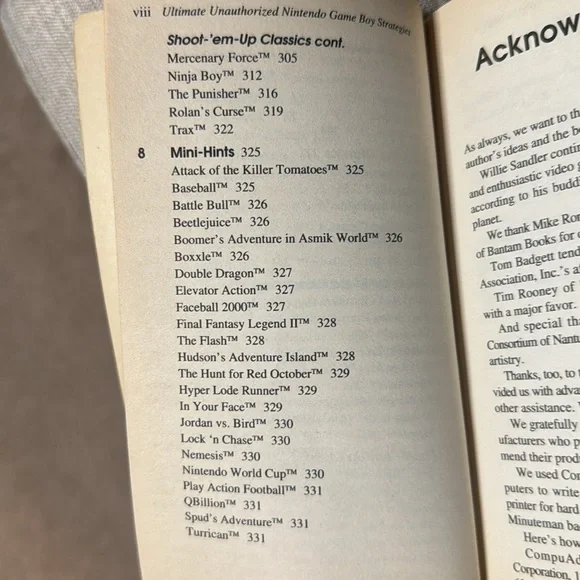 viii Ultimate Unauthorized Nintendo Game Boy Strategies
Shoot-'em-Up Classics cont.
Mercenary Force™ 305
Ninja Boy™ 312
The Punisher™ 316
Rolan's Curse™ 319
Trax™ 322
8 Mini-Hints 325
Attack of the Killer Tomatoes™ 325
Baseball™ 325
Battle Bull™ 326
Beetlejuice™ 326
Boomer's Adventure in Asmik World™ 326
Boxxle™ 326
Double Dragon™ 327
Elevator Action™ 327
Faceball 2000™ 327
Final Fantasy Legend II™ 328
The Flash™ 328
Hudson's Adventure Island™ 328
The Hunt for Red October™ 329
Hyper Lode Runner™ 329
In Your Face™ 329
Jordan vs. Bird™ 330
Lock 'n Chase™ 330
Nemesis™ 330
Nintendo World Cup™ 330
Play Action Football™ 331
QBillion™ 331
Spud's Adventure™ 331
Turrican™ 331
Acknow
As always, we want to th
author's ideas and the b
Willie Sandler contin
and enthusiastic video g
according to his buddi
planet.
We thank Mike Ro
of Bantam Books for
Tom Badgett tend
Association, Inc.'s a
Tim Rooney of
with a major favor.
And special tha
Consortium of Nantu
artistry.
Thanks, too, to
vided us with adva
other assistance.
We gratefully
ufacturers who p
mend their produ
We used Co
puters to write
printer for hard
Minuteman ba
Here's how
CompuAd
Corporation, 1